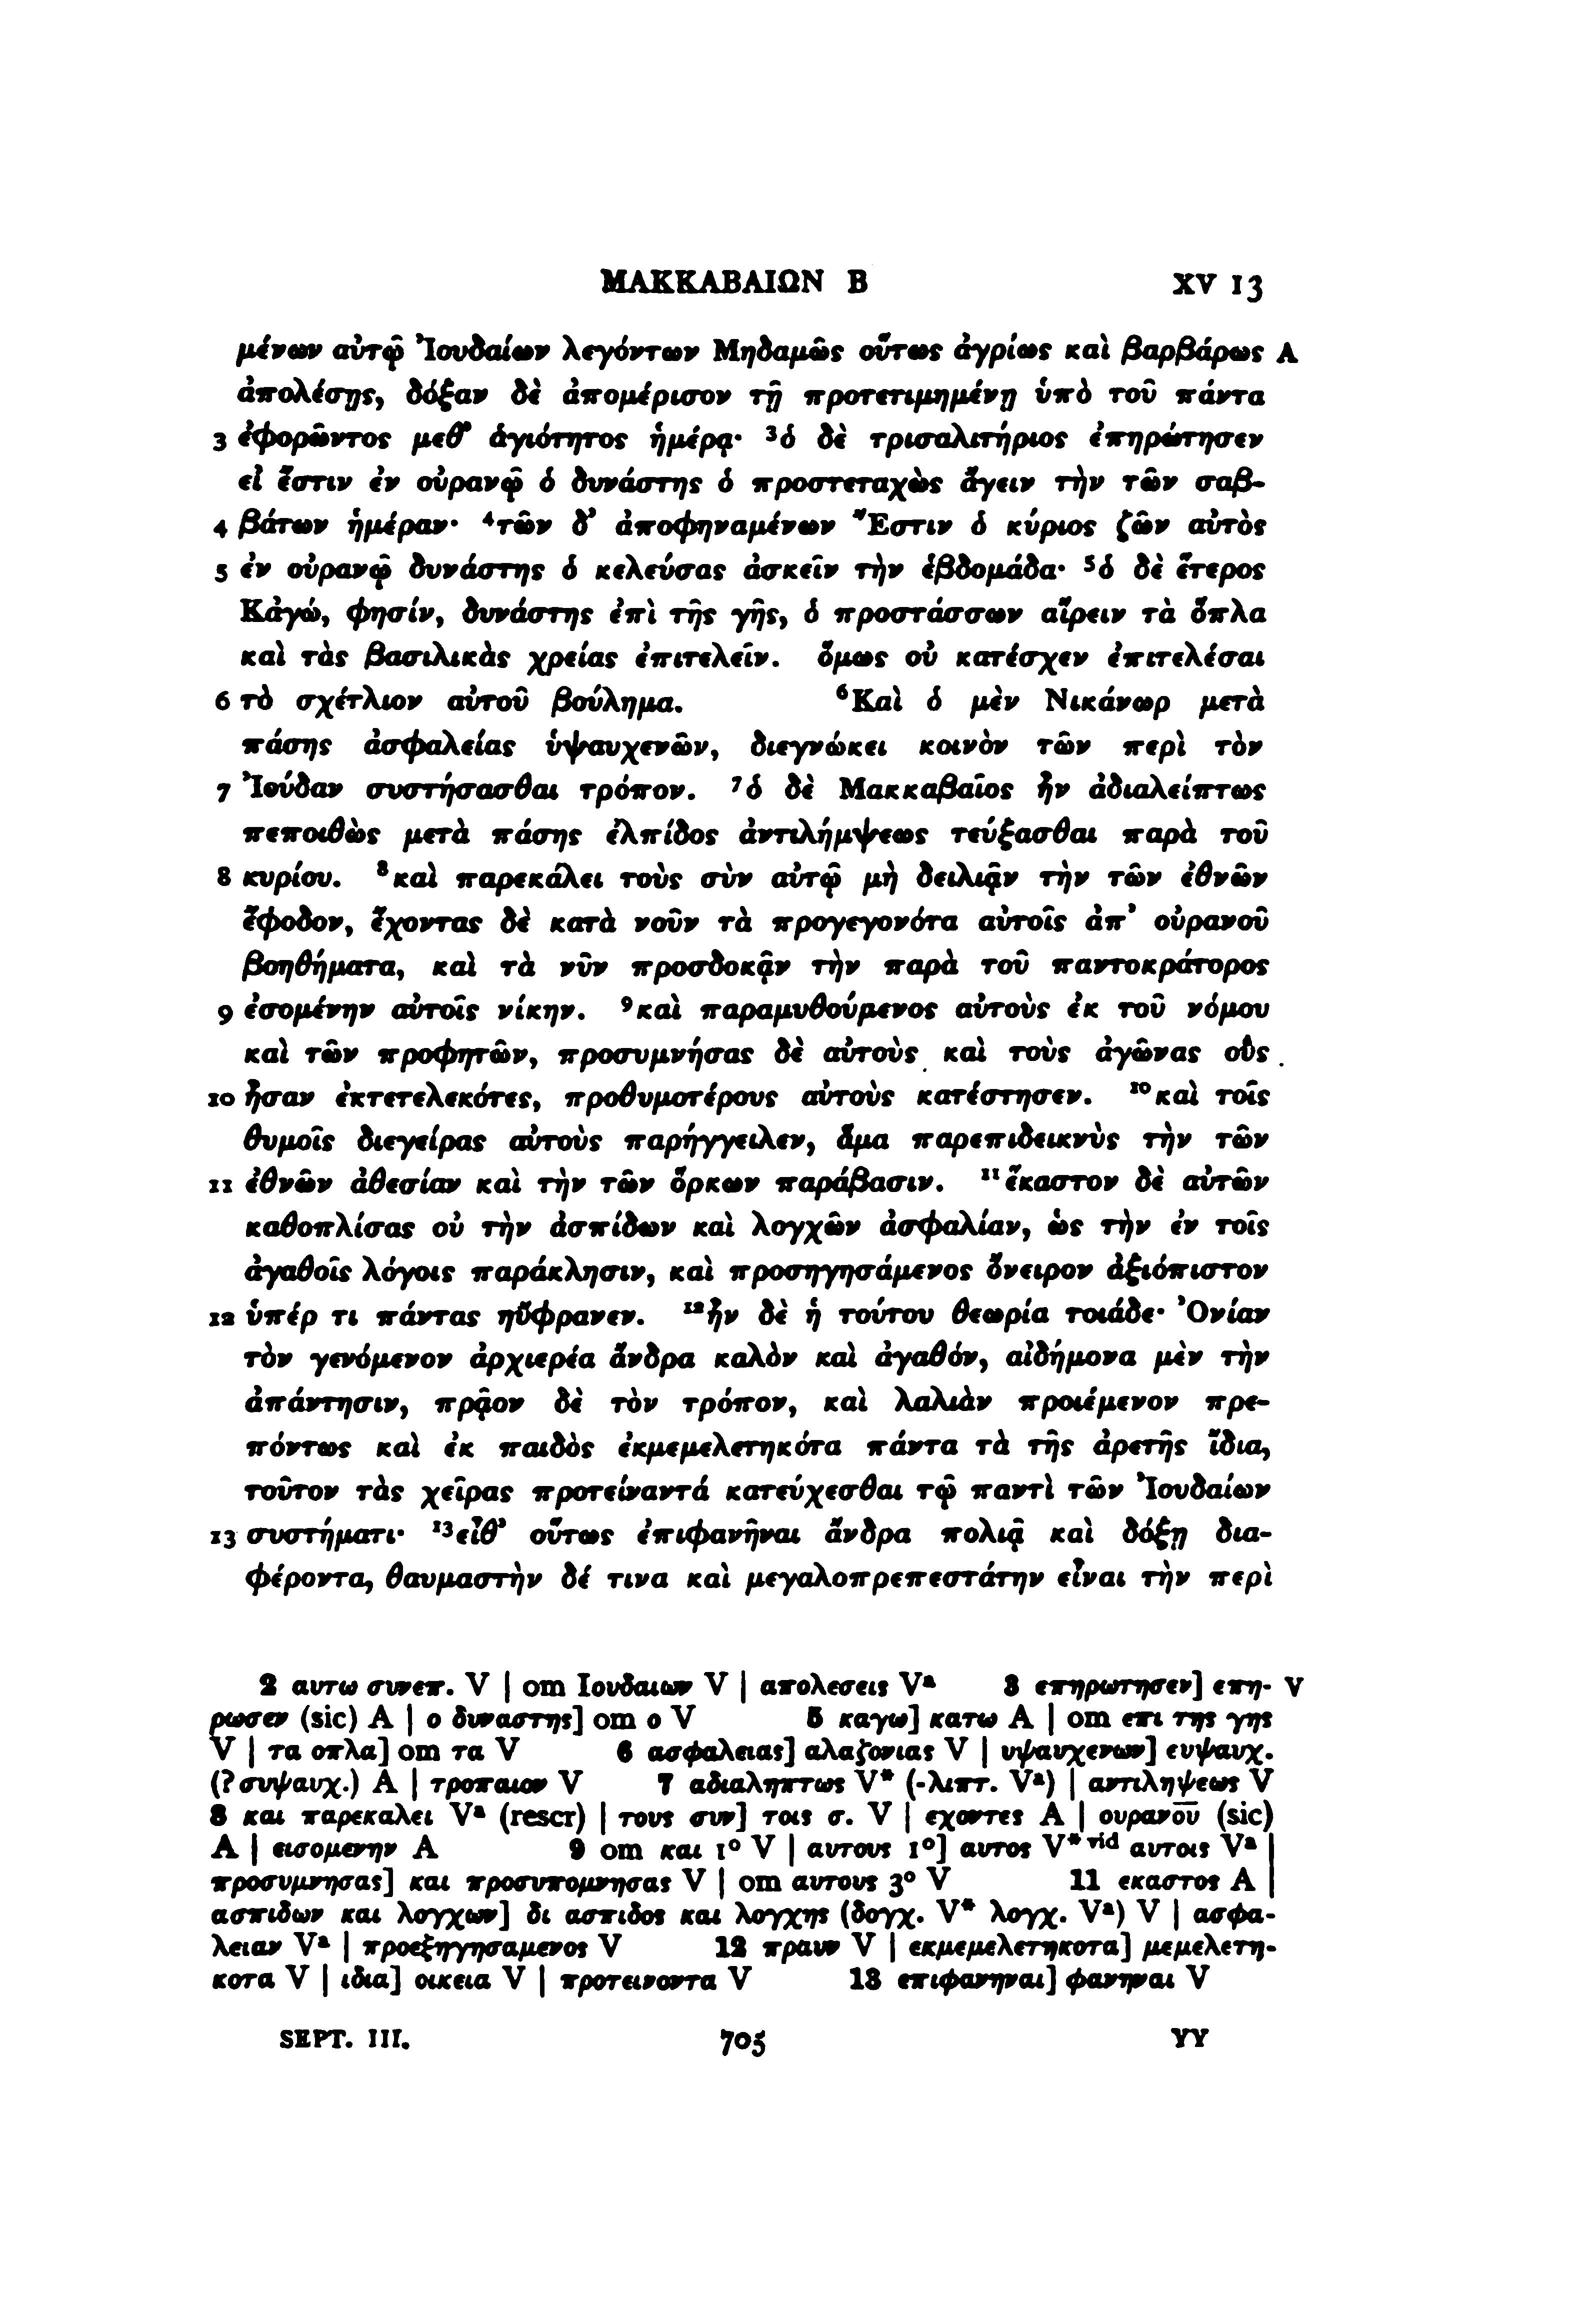 ΜΑΚΚΑΒΑΙΩΝ Β XV 13
μένων αὐτῷ Ἰουδαίων λεγόντων Μηδαμῶς οὕτως ἀγρίως καὶ βαρβάρως A
ἀπολέσῃς, δόξαν δὲ ἀπομέρισον τῇ προτετιμημένῃ ὑπὸ τοῦ πάντα
3 ἐφορῶντος μεθ’ ἁγιότητος ἡμέρᾳ· ³ὁ δὲ τρισαλιτήριος ἐπηρώτησεν
εἰ ἔστιν ἐν οὐρανῷ ὁ δυνάστης ὁ προστεταχὼς ἄγειν τὴν τῶν σαβ-
4 βάτων ἡμέραν· ⁴τῶν δ’ ἀποφηναμένων Ἔστιν ὁ κύριος ζῶν αὐτὸς
5 ἐν οὐρανῷ δυνάστης ὁ κελεύσας ἀσκεῖν τὴν ἑβδομάδα· ⁵ὁ δὲ ἕτερος
Κἀγώ, φησίν, δυνάστης ἐπὶ τῆς γῆς, ὁ προστάσσων αἴρειν τὰ ὅπλα
καὶ τὰς βασιλικὰς χρείας ἐπιτελεῖν. ὅμως οὐ κατέσχεν ἐπιτελέσαι
6 τὸ σχέτλιον αὐτοῦ βούλημα. ⁶Καὶ ὁ μὲν Νικάνωρ μετὰ
πάσης ἀσφαλείας ὑψαυχενῶν, διεγνώκει κοινὸν τῶν περὶ τὸν
7 Ἰούδαν συστήσασθαι τρόπον. ⁷ὁ δὲ Μακκαβαῖος ἦν ἀδιαλείπτως
πεποιθὼς μετὰ πάσης ἐλπίδος ἀντιλήμψεως τεύξασθαι παρὰ τοῦ
8 κυρίου. ⁸καὶ παρεκάλει τοὺς σὺν αὐτῷ μὴ δειλιᾷν τὴν τῶν ἐθνῶν
ἔφοδον, ἔχοντας δὲ κατὰ νοῦν τὰ προγεγονότα αὐτοῖς ἀπ’ οὐρανοῦ
βοηθήματα, καὶ τὰ νῦν προσδοκᾷν τὴν παρὰ τοῦ παντοκράτορος
9 ἐσομένην αὐτοῖς νίκην. ⁹καὶ παραμυθούμενος αὐτοὺς ἐκ τοῦ νόμου
καὶ τῶν προφητῶν, προσυμνήσας δὲ αὐτοὺς καὶ τοὺς ἀγῶνας οὓς
10 ἦσαν ἐκτετελεκότες, προθυμοτέρους αὐτοὺς κατέστησεν. ¹⁰καὶ τοῖς
θυμοῖς διεγείρας αὐτοὺς παρήγγειλεν, ἅμα παρεπιδεικνὺς τὴν τῶν
11 ἐθνῶν ἀθεσίαν καὶ τὴν τῶν ὅρκων παράβασιν. ¹¹ἕκαστον δὲ αὐτῶν
καθοπλίσας οὐ τὴν ἀσπίδων καὶ λογχῶν ἀσφαλίαν, ὡς τὴν ἐν τοῖς
ἀγαθοῖς λόγοις παράκλησιν, καὶ προσηγησάμενος ὄνειρον ἀξιόπιστον
12 ὑπέρ τι πάντας ηὔφρανεν. ¹²ἦν δὲ ἡ τούτου θεωρία τοιάδε· Ὀνίαν
τὸν γενόμενον ἀρχιερέα ἄνδρα καλὸν καὶ ἀγαθόν, αἰδήμονα μὲν τὴν
ἀπάντησιν, πρᾷον δὲ τὸν τρόπον, καὶ λαλιὰν προιέμενον πρε-
πόντως καὶ ἐκ παιδὸς ἐκμεμελετηκότα πάντα τὰ τῆς ἀρετῆς ἴδια,
τοῦτον τὰς χεῖρας προτείναντά κατεύχεσθαι τῷ παντὶ τῶν Ἰουδαίων
13 συστήματι· ¹³εἶθ’ οὕτως ἐπιφανῆναι ἄνδρα πολιᾷ καὶ δόξῃ δια-
φέροντα, θαυμαστὴν δέ τινα καὶ μεγαλοπρεπεστάτην εἶναι τὴν περὶ
2 αυτω συνεπ. V | om Ιουδαιων V | απολεσεις Vᵃ 3 επηρωτησεν] επη- V
ρωσεν (sic) A | ο δυναστης] om ο V 5 καγω] κατω A | om επι της γης
V | τα οπλα] om τα V 6 ασφαλειας] αλαζονιας V | υψαυχενων] ευψαυχ.
(? συψαυχ.) A | τροπαιον V 7 αδιαληπτως V* (-λιπτ. Vᵃ) | αντιληψεως V
8 και παρεκαλει Vᵃ (rescr) | τους συν] τοις σ. V | εχοντες A | ουρανου̅ (sic)
A | εισομενην A 9 om και 1° V | αυτους 1°] αυτος V* ᵛⁱᵈ αυτοις Vᵃ |
προσυμνησας] και προσυπομνησας V | om αυτους 3° V 11 εκαστος A |
ασπιδων και λογχων] δι ασπιδος και λογχης (δογχ. V* λογχ. Vᵃ) V | ασφα-
λειαν Vᵃ | προεξηγησαμενος V 12 πραυν V | εκμεμελετηκοτα] μεμελετη-
κοτα V | ιδια] οικεια V | προτεινοντα V 13 επιφανηναι] φανηναι V
SEPT. III. 705 YY